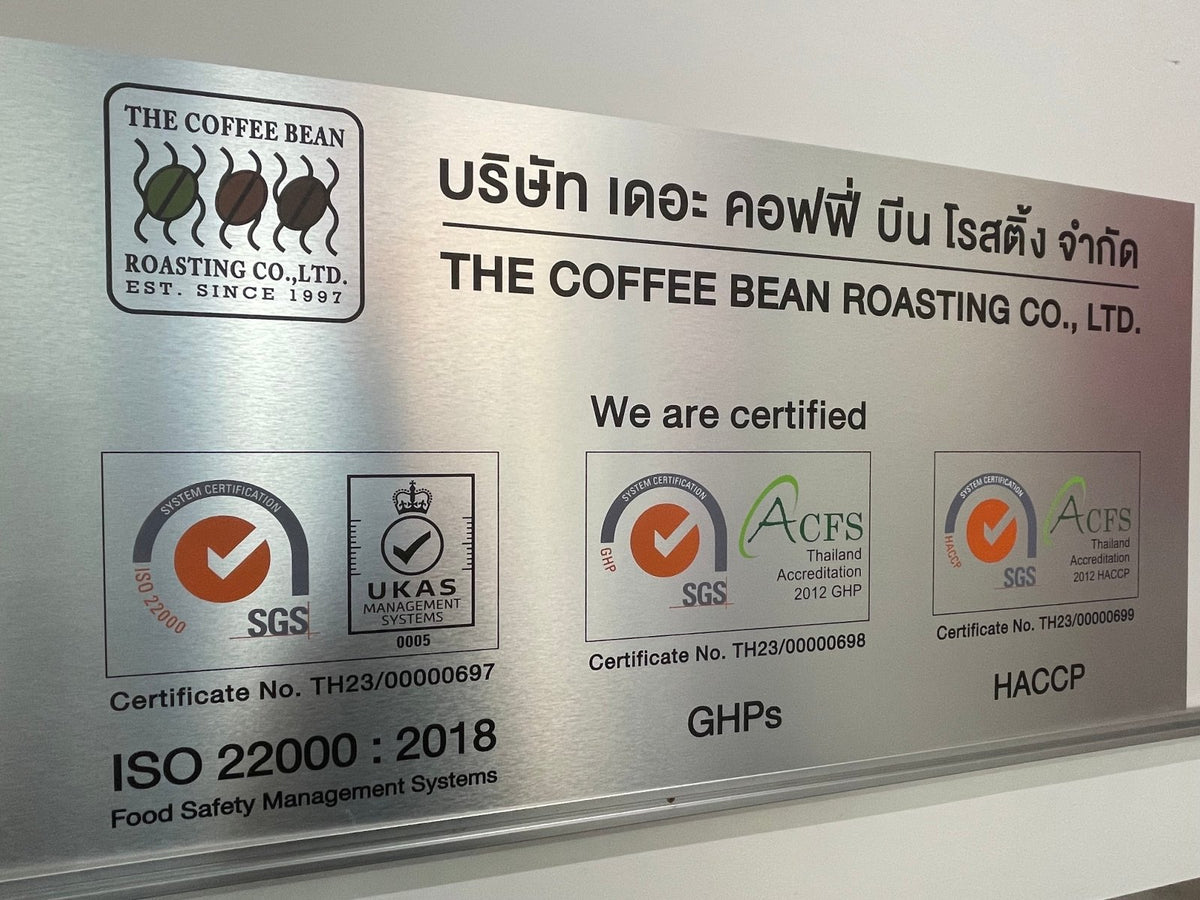 THE COFFEE BEAN
ROASTING CO.,LTD.
EST. SINCE 1997
บริษัท เดอะ คอฟฟี่ บีน โรสติ้ง จำกัด
THE COFFEE BEAN ROASTING CO., LTD.
We are certified
SYSTEM CERTIFICATION
ISO 22000
SGS
UKAS
MANAGEMENT
SYSTEMS
0005
Certificate No. TH23/00000697
ISO 22000 : 2018
Food Safety Management Systems
SYSTEM CERTIFICATION
GHP
SGS
ACFS
Thailand
Accreditation
2012 GHP
Certificate No. TH23/00000698
GHPs
SYSTEM CERTIFICATION
HACCP
SGS
ACFS
Thailand
Accreditation
2012 HACCP
Certificate No. TH23/00000699
HACCP